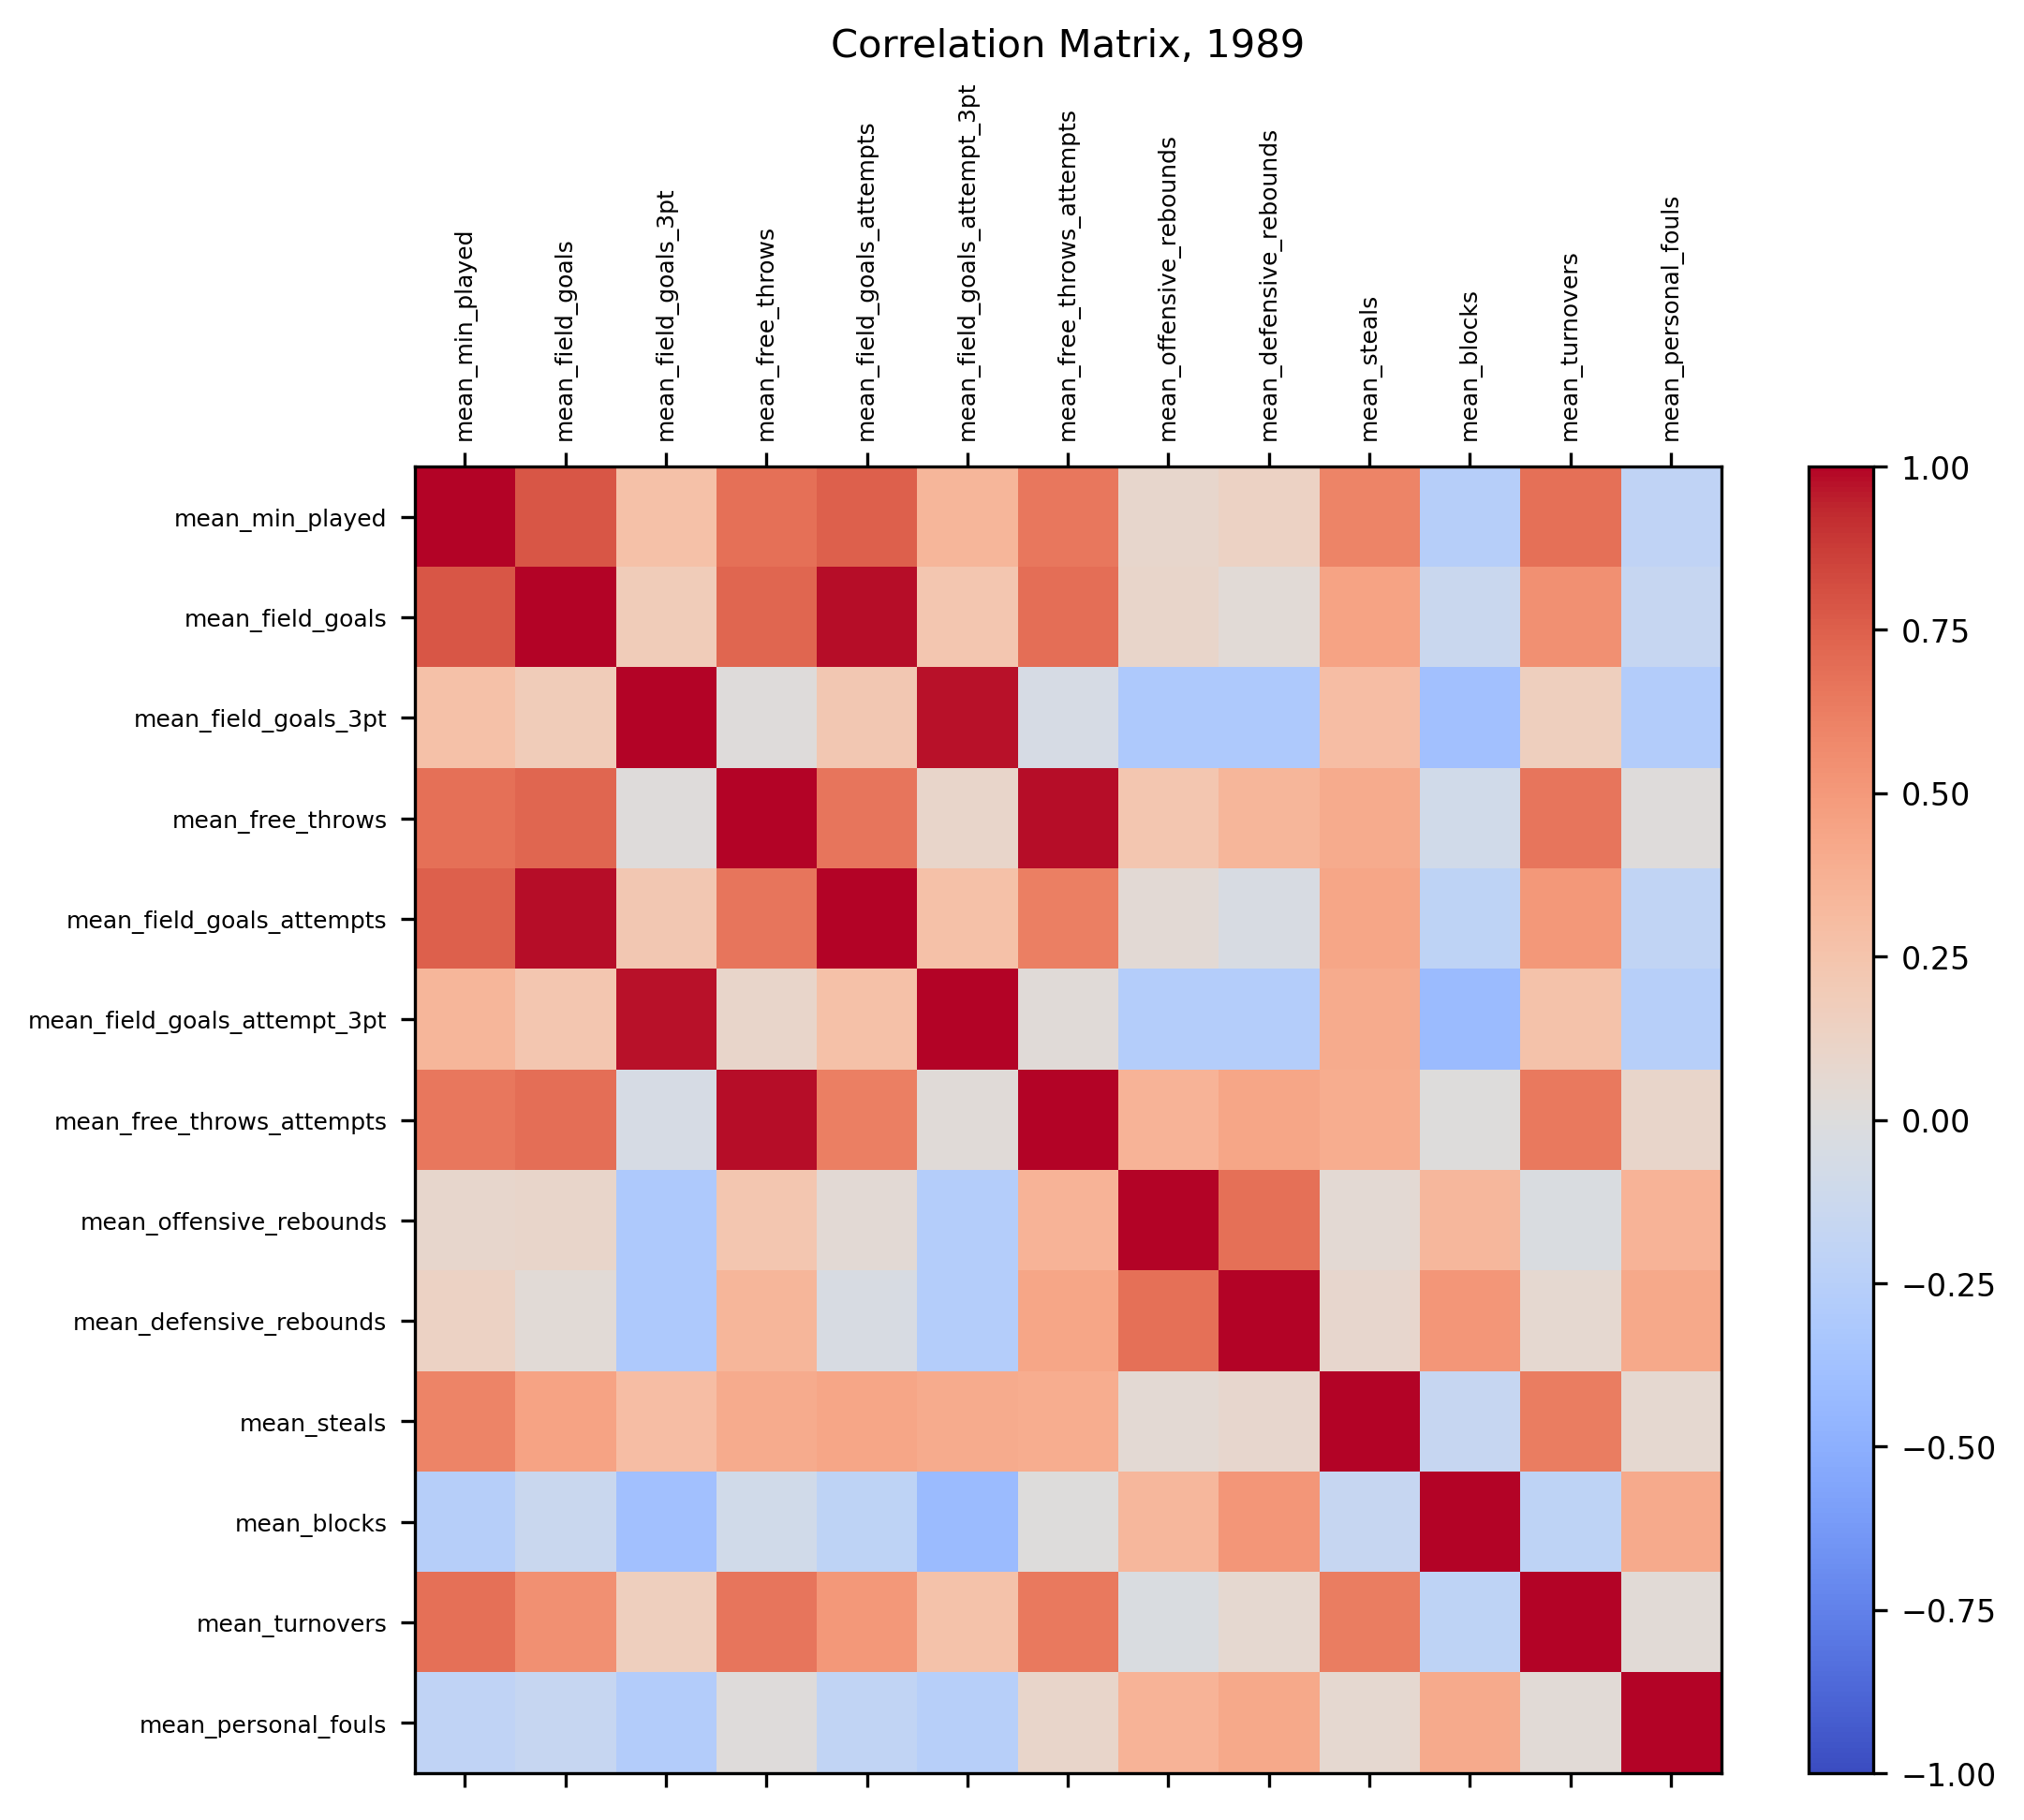 Correlation Matrix, 1989
mean_min_played
mean_field_goals
mean_field_goals_3pt
mean_free_throws
mean_field_goals_attempts
mean_field_goals_attempt_3pt
mean_free_throws_attempts
mean_offensive_rebounds
mean_defensive_rebounds
mean_steals
mean_blocks
mean_turnovers
mean_personal_fouls
mean_min_played
mean_field_goals
mean_field_goals_3pt
mean_free_throws
mean_field_goals_attempts
mean_field_goals_attempt_3pt
mean_free_throws_attempts
mean_offensive_rebounds
mean_defensive_rebounds
mean_steals
mean_blocks
mean_turnovers
mean_personal_fouls
1.00
0.75
0.50
0.25
0.00
−0.25
−0.50
−0.75
−1.00